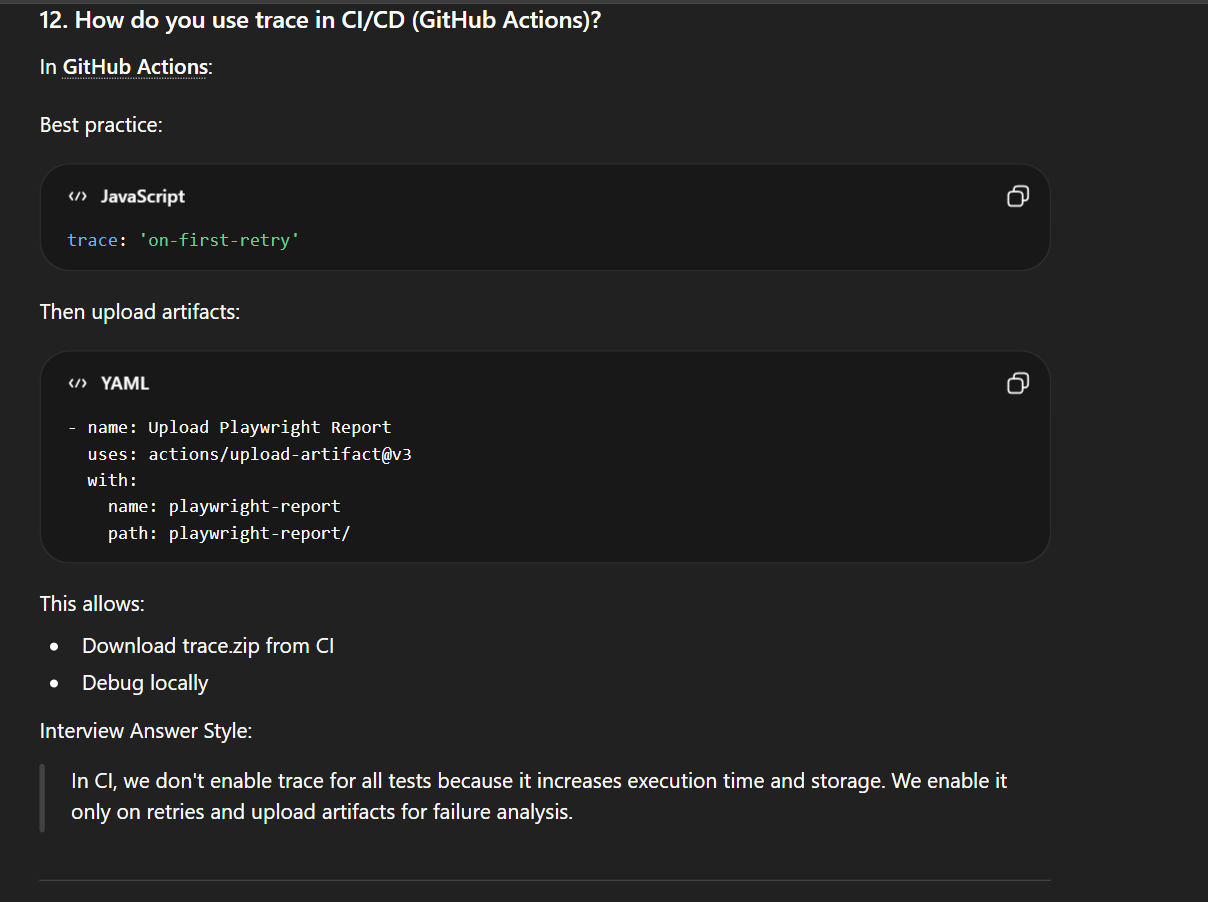 12. How do you use trace in CI/CD (GitHub Actions)?
In GitHub Actions:
Best practice:
</> JavaScript
trace: 'on-first-retry'
Then upload artifacts:
</> YAML
- name: Upload Playwright Report
  uses: actions/upload-artifact@v3
  with:
    name: playwright-report
    path: playwright-report/
This allows:
• Download trace.zip from CI
• Debug locally
Interview Answer Style:
In CI, we don't enable trace for all tests because it increases execution time and storage. We enable it
only on retries and upload artifacts for failure analysis.